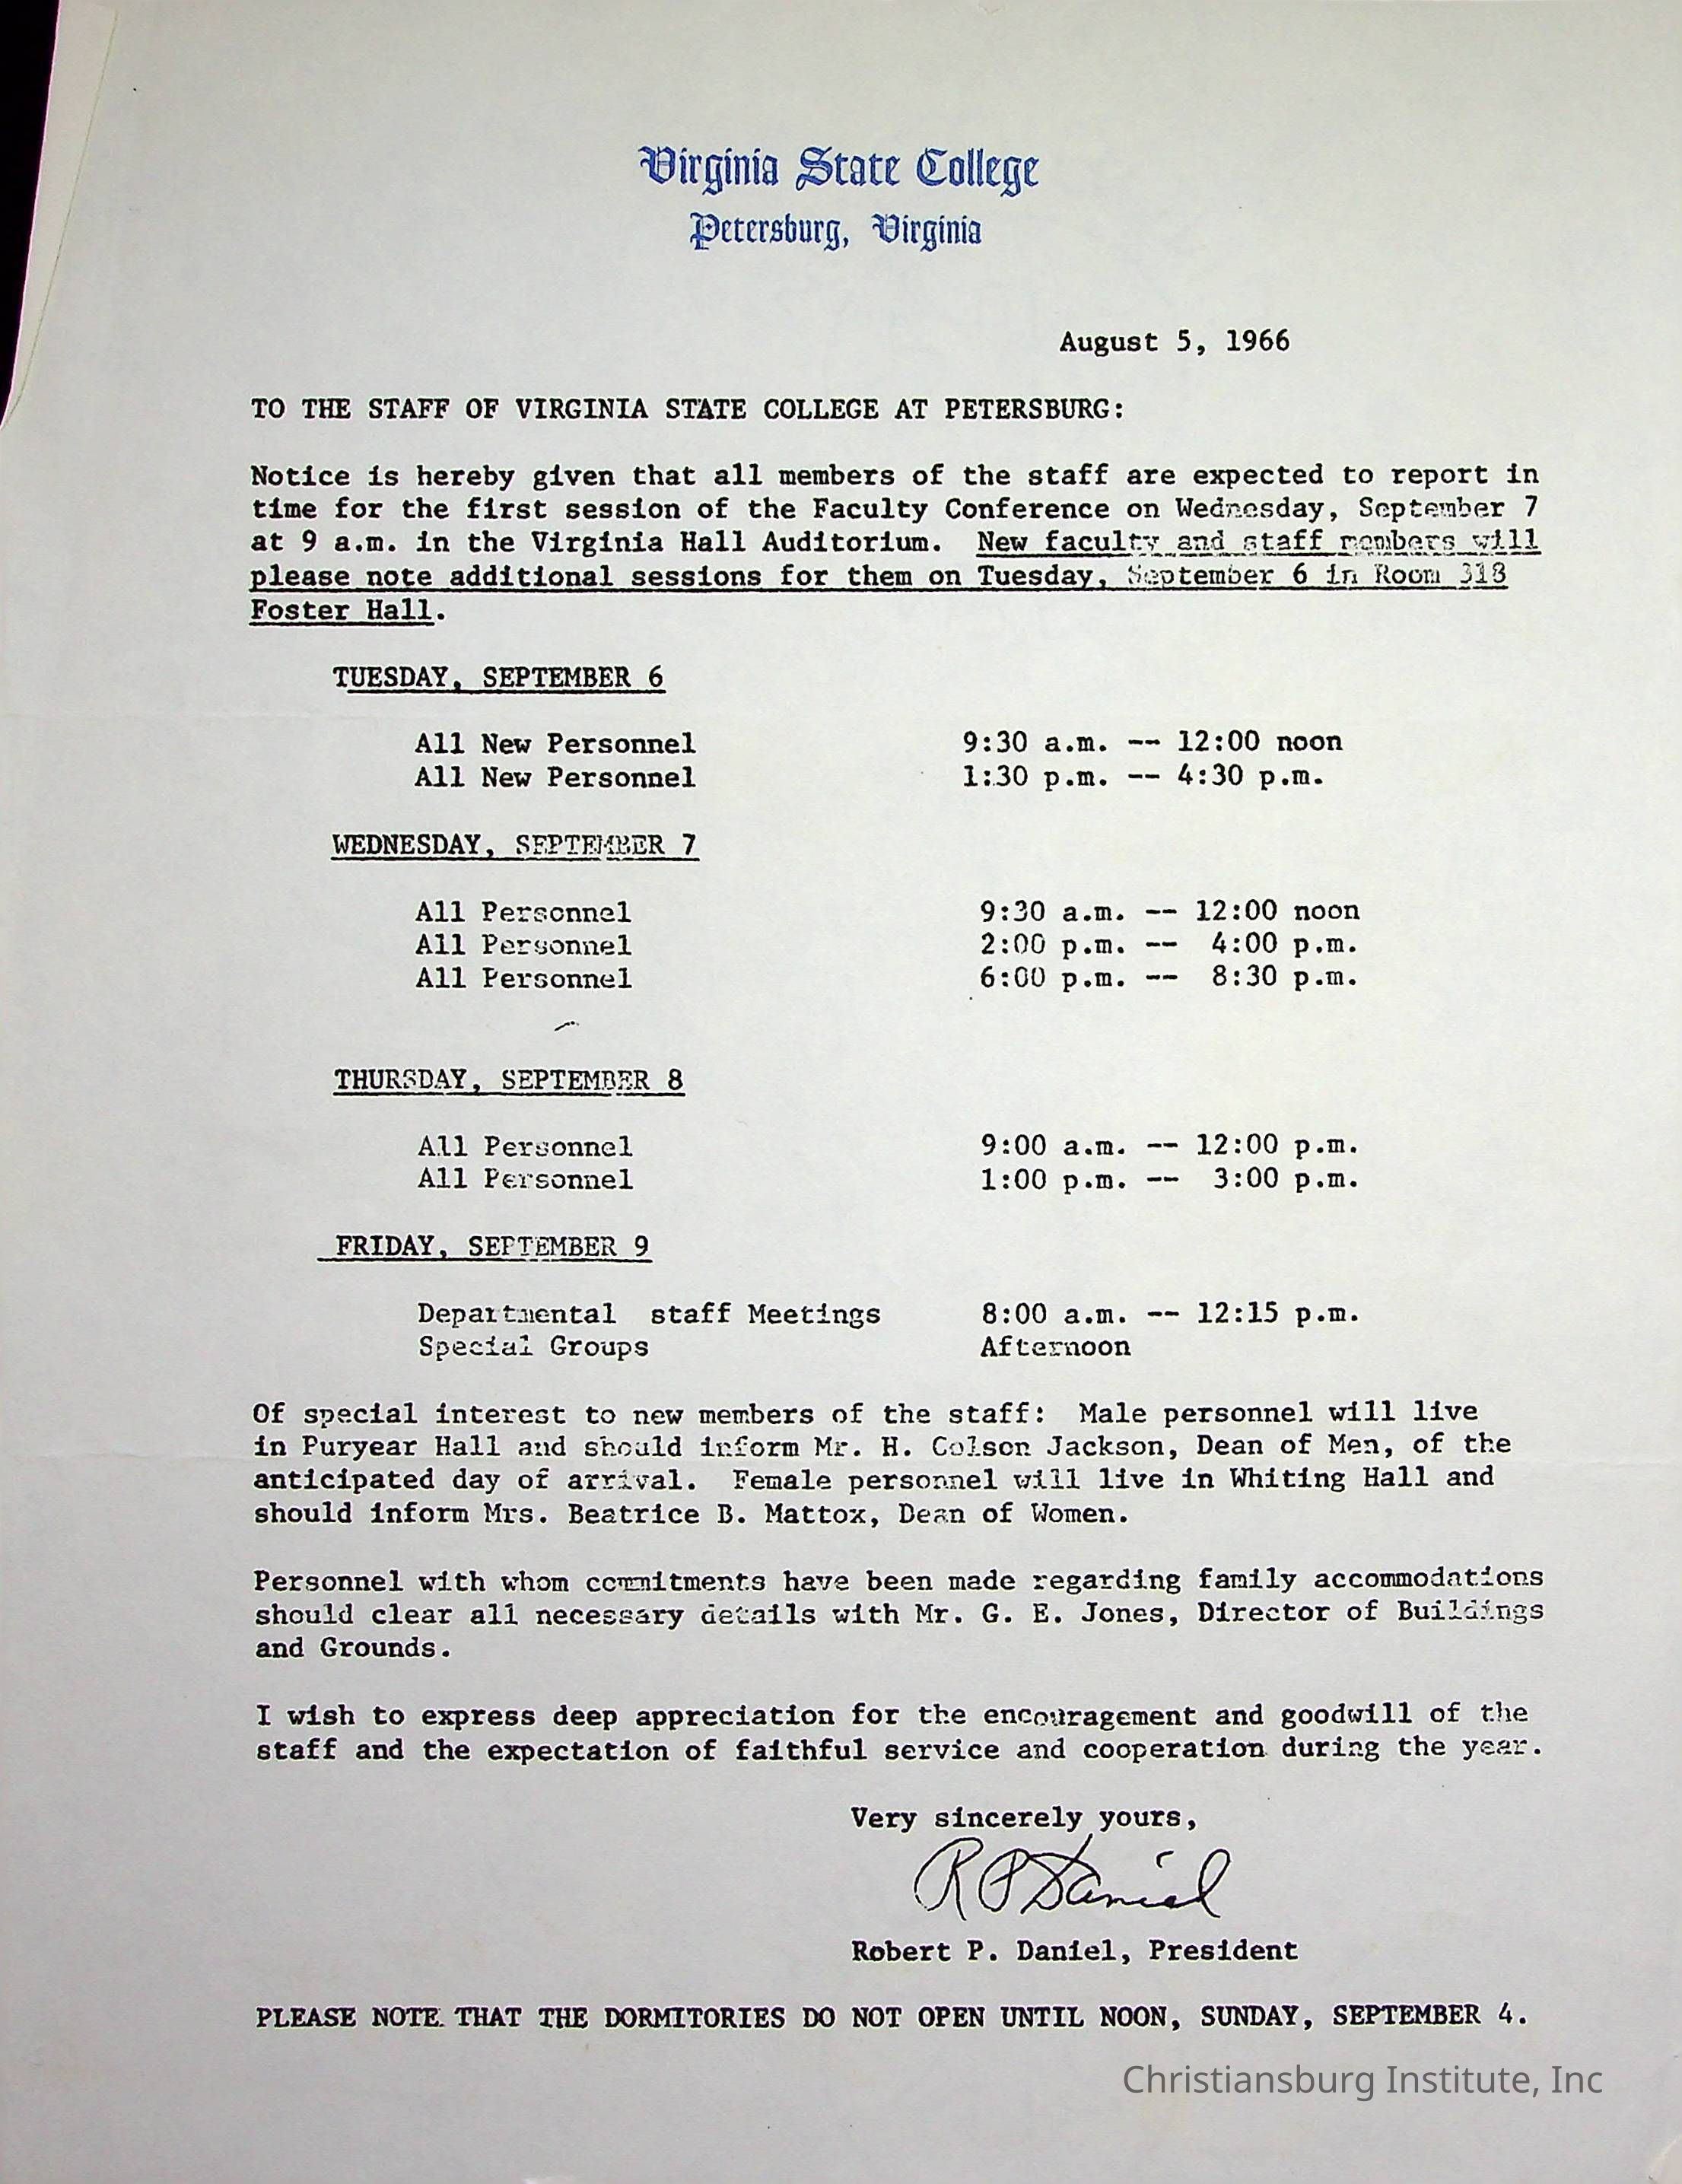 Virginia State College
Petersburg, Virginia
August 5, 1966
TO THE STAFF OF VIRGINIA STATE COLLEGE AT PETERSBURG:
Notice is hereby given that all members of the staff are expected to report in
time for the first session of the Faculty Conference on Wednesday, September 7
at 9 a.m. in the Virginia Hall Auditorium. New faculty and staff members will
please note additional sessions for them on Tuesday, September 6 in Room 318
Foster Hall.
TUESDAY, SEPTEMBER 6
All New Personnel 9:30 a.m. -- 12:00 noon
All New Personnel 1:30 p.m. -- 4:30 p.m.
WEDNESDAY, SEPTEMBER 7
All Personnel 9:30 a.m. -- 12:00 noon
All Personnel 2:00 p.m. -- 4:00 p.m.
All Personnel 6:00 p.m. -- 8:30 p.m.
THURSDAY, SEPTEMBER 8
All Personnel 9:00 a.m. -- 12:00 p.m.
All Personnel 1:00 p.m. -- 3:00 p.m.
FRIDAY, SEPTEMBER 9
Departmental staff Meetings 8:00 a.m. -- 12:15 p.m.
Special Groups Afternoon
Of special interest to new members of the staff: Male personnel will live
in Puryear Hall and should inform Mr. H. Colson Jackson, Dean of Men, of the
anticipated day of arrival. Female personnel will live in Whiting Hall and
should inform Mrs. Beatrice B. Mattox, Dean of Women.
Personnel with whom commitments have been made regarding family accommodations
should clear all necessary details with Mr. G. E. Jones, Director of Buildings
and Grounds.
I wish to express deep appreciation for the encouragement and goodwill of the
staff and the expectation of faithful service and cooperation during the year.
Very sincerely yours,
R P Daniel
Robert P. Daniel, President
PLEASE NOTE THAT THE DORMITORIES DO NOT OPEN UNTIL NOON, SUNDAY, SEPTEMBER 4.
Christiansburg Institute, Inc